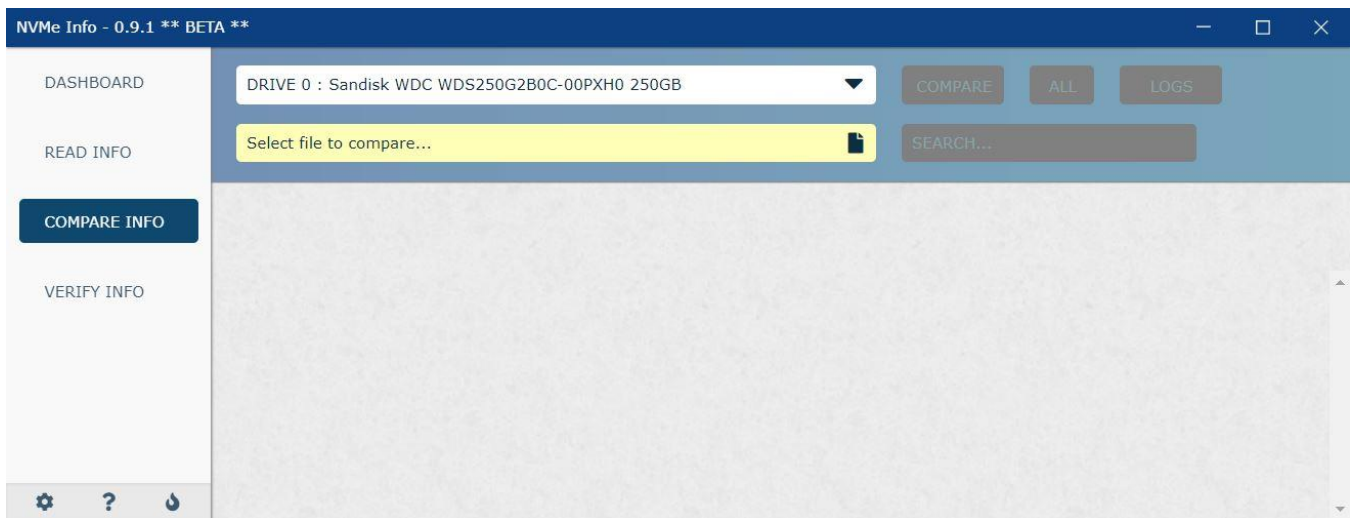 NVMe Info - 0.9.1 ** BETA **
DASHBOARD
DRIVE 0 : Sandisk WDC WDS250G2B0C-00PXH0 250GB
COMPARE
ALL
LOGS
READ INFO
Select file to compare...
SEARCH...
COMPARE INFO
VERIFY INFO
?